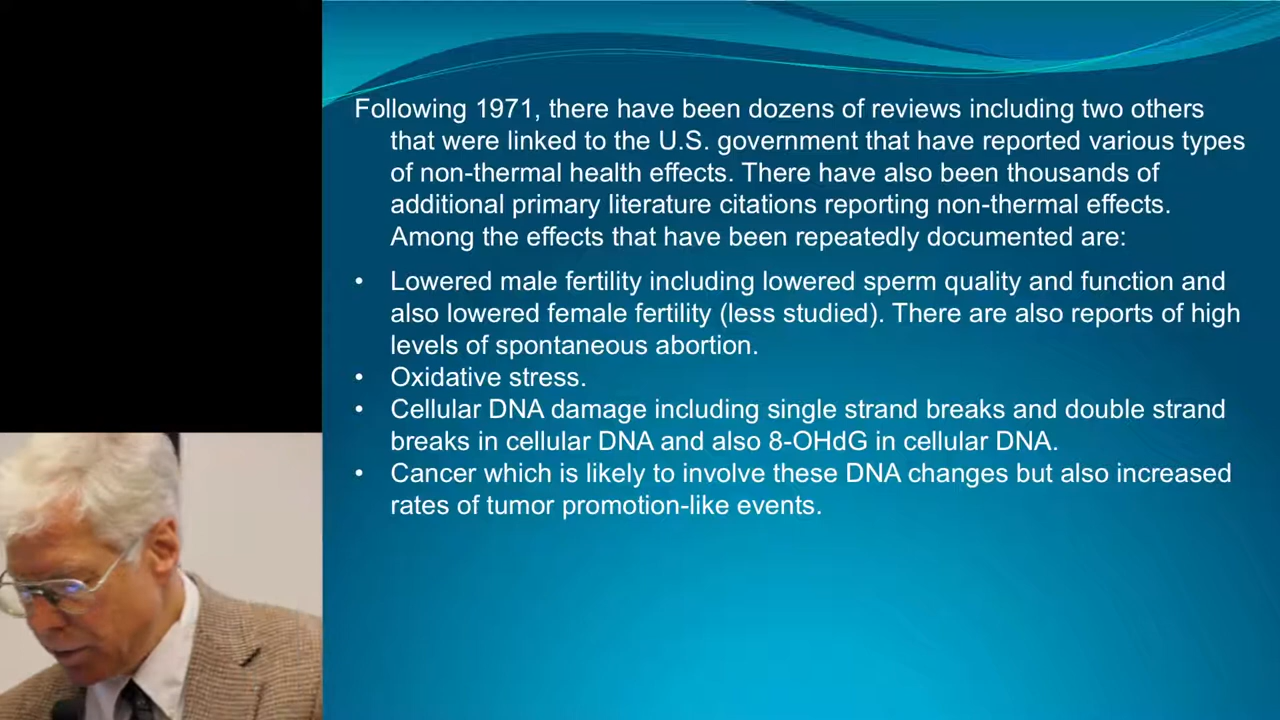 Following 1971, there have been dozens of reviews including two others
that were linked to the U.S. government that have reported various types
of non-thermal health effects. There have also been thousands of
additional primary literature citations reporting non-thermal effects.
Among the effects that have been repeatedly documented are:
• Lowered male fertility including lowered sperm quality and function and
also lowered female fertility (less studied). There are also reports of high
levels of spontaneous abortion.
• Oxidative stress.
• Cellular DNA damage including single strand breaks and double strand
breaks in cellular DNA and also 8-OHdG in cellular DNA.
• Cancer which is likely to involve these DNA changes but also increased
rates of tumor promotion-like events.